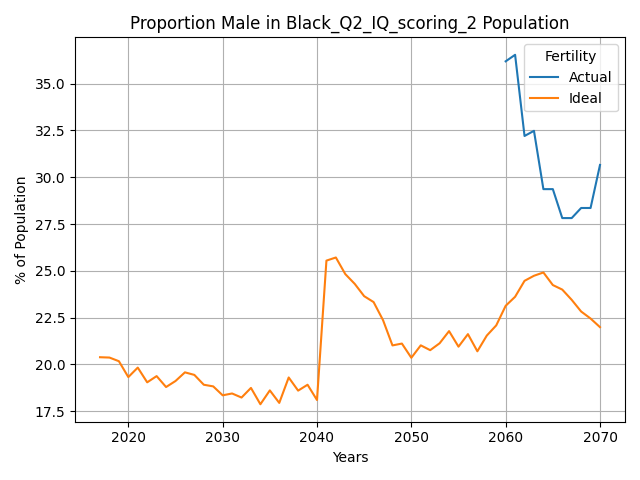 Proportion Male in Black_Q2_IQ_scoring_2 Population
Fertility
Actual
Ideal
% of Population
35.0
32.5
30.0
27.5
25.0
22.5
20.0
17.5
2020 2030 2040 2050 2060 2070
Years